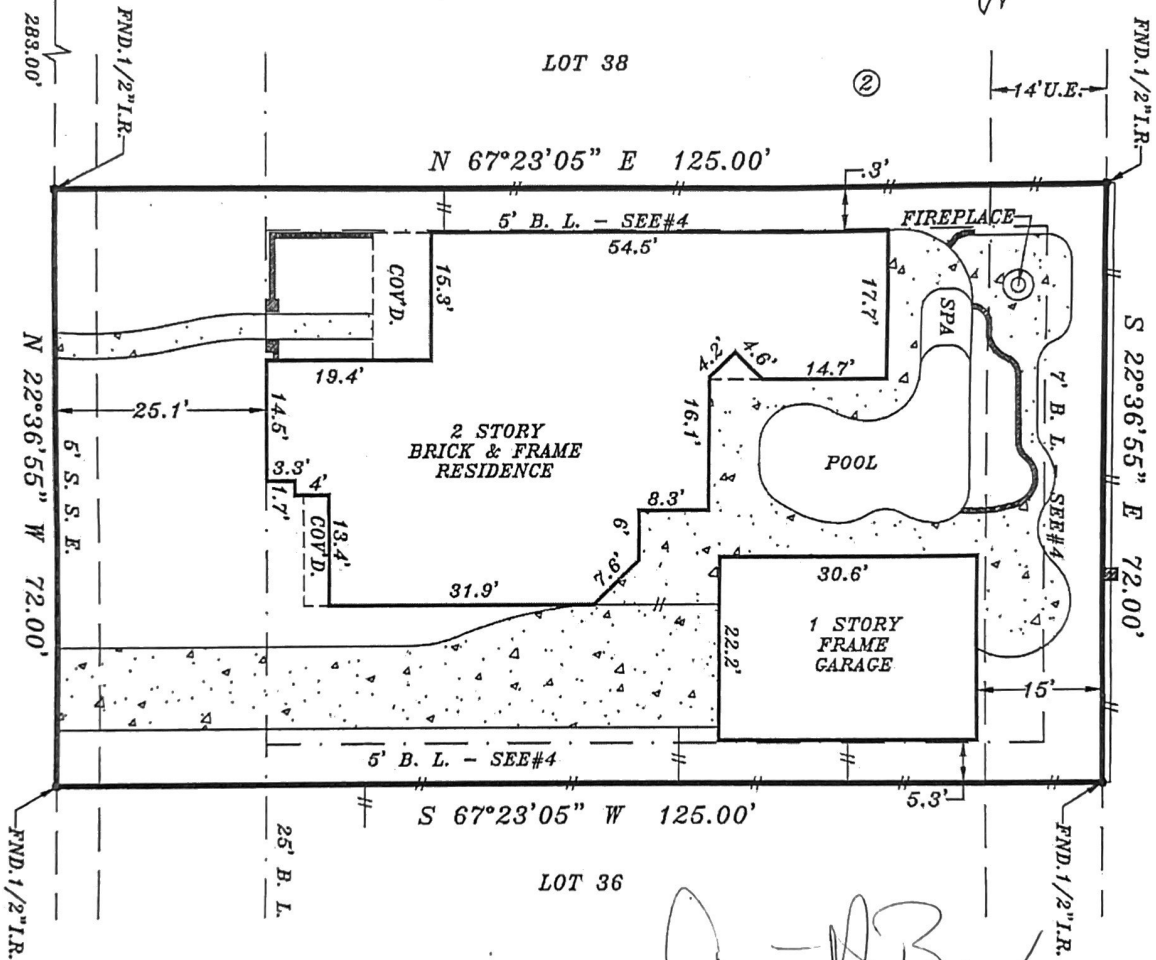 283.00'
FND.1/2"I.R.
LOT 38
2
14'U.E.
FND.1/2"I.R.
N 67°23'05" E 125.00'
.3'
5' B. L. - SEE#4
FIREPLACE
54.5'
COV'D.
15.3'
17.7'
SPA
4.2'
4.6'
14.7'
19.4'
25.1'
14.5'
2 STORY
BRICK & FRAME
RESIDENCE
16.1'
POOL
7' B. L. - SEE#4
S 22°36'55" E 72.00'
N 22°36'55" W 72.00'
5' S. S. E.
3.3'
1.7'
4'
COV'D.
13.4'
8.3'
6'
7.6'
31.9'
30.6'
1 STORY
FRAME
GARAGE
22.2'
15'
5' B. L. - SEE#4
5.3'
S 67°23'05" W 125.00'
FND.1/2"I.R.
25' B. L.
LOT 36
FND.1/2"I.R.